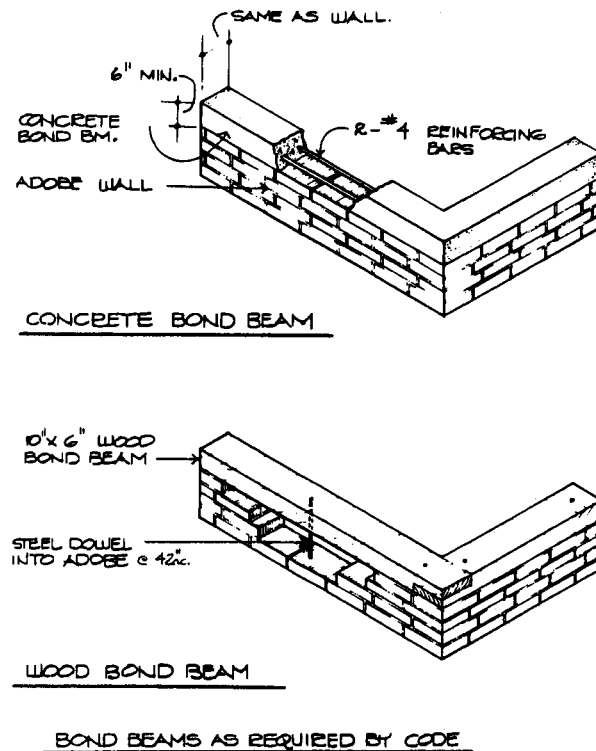 SAME AS WALL.
6" MIN.
CONCRETE
BOND BM.
2-#4 REINFORCING
BARS
ADOBE WALL
CONCRETE BOND BEAM
10"x 6" WOOD
BOND BEAM
STEEL DOWEL
INTO ADOBE @ 42"c.
WOOD BOND BEAM
BOND BEAMS AS REQUIRED BY CODE